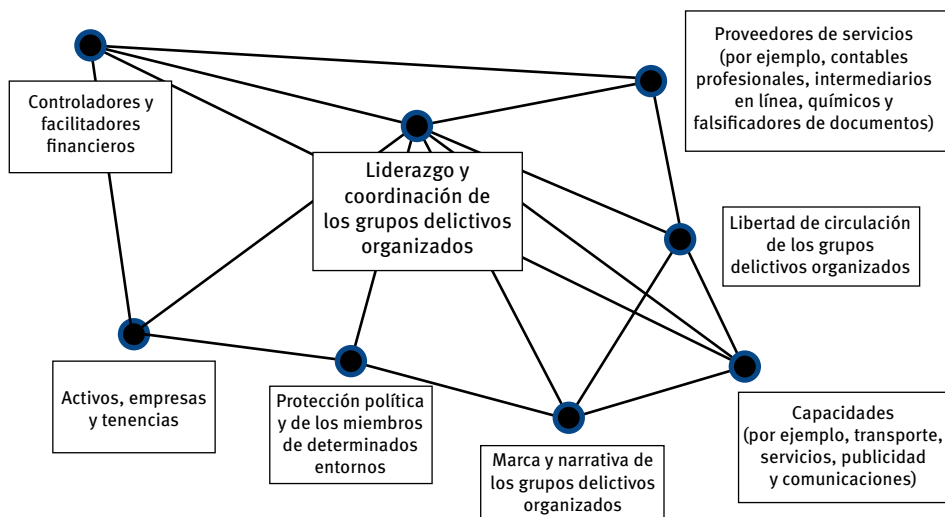 Controladores y
facilitadores
financieros
Proveedores de servicios
(por ejemplo, contables
profesionales, intermediarios
en línea, químicos y
falsificadores de documentos)
Liderazgo y
coordinación de
los grupos delictivos
organizados
Libertad de circulación
de los grupos
delictivos organizados
Activos, empresas
y tenencias
Protección política
y de los miembros
de determinados
entornos
Marca y narrativa de
los grupos delictivos
organizados
Capacidades
(por ejemplo, transporte,
servicios, publicidad
y comunicaciones)